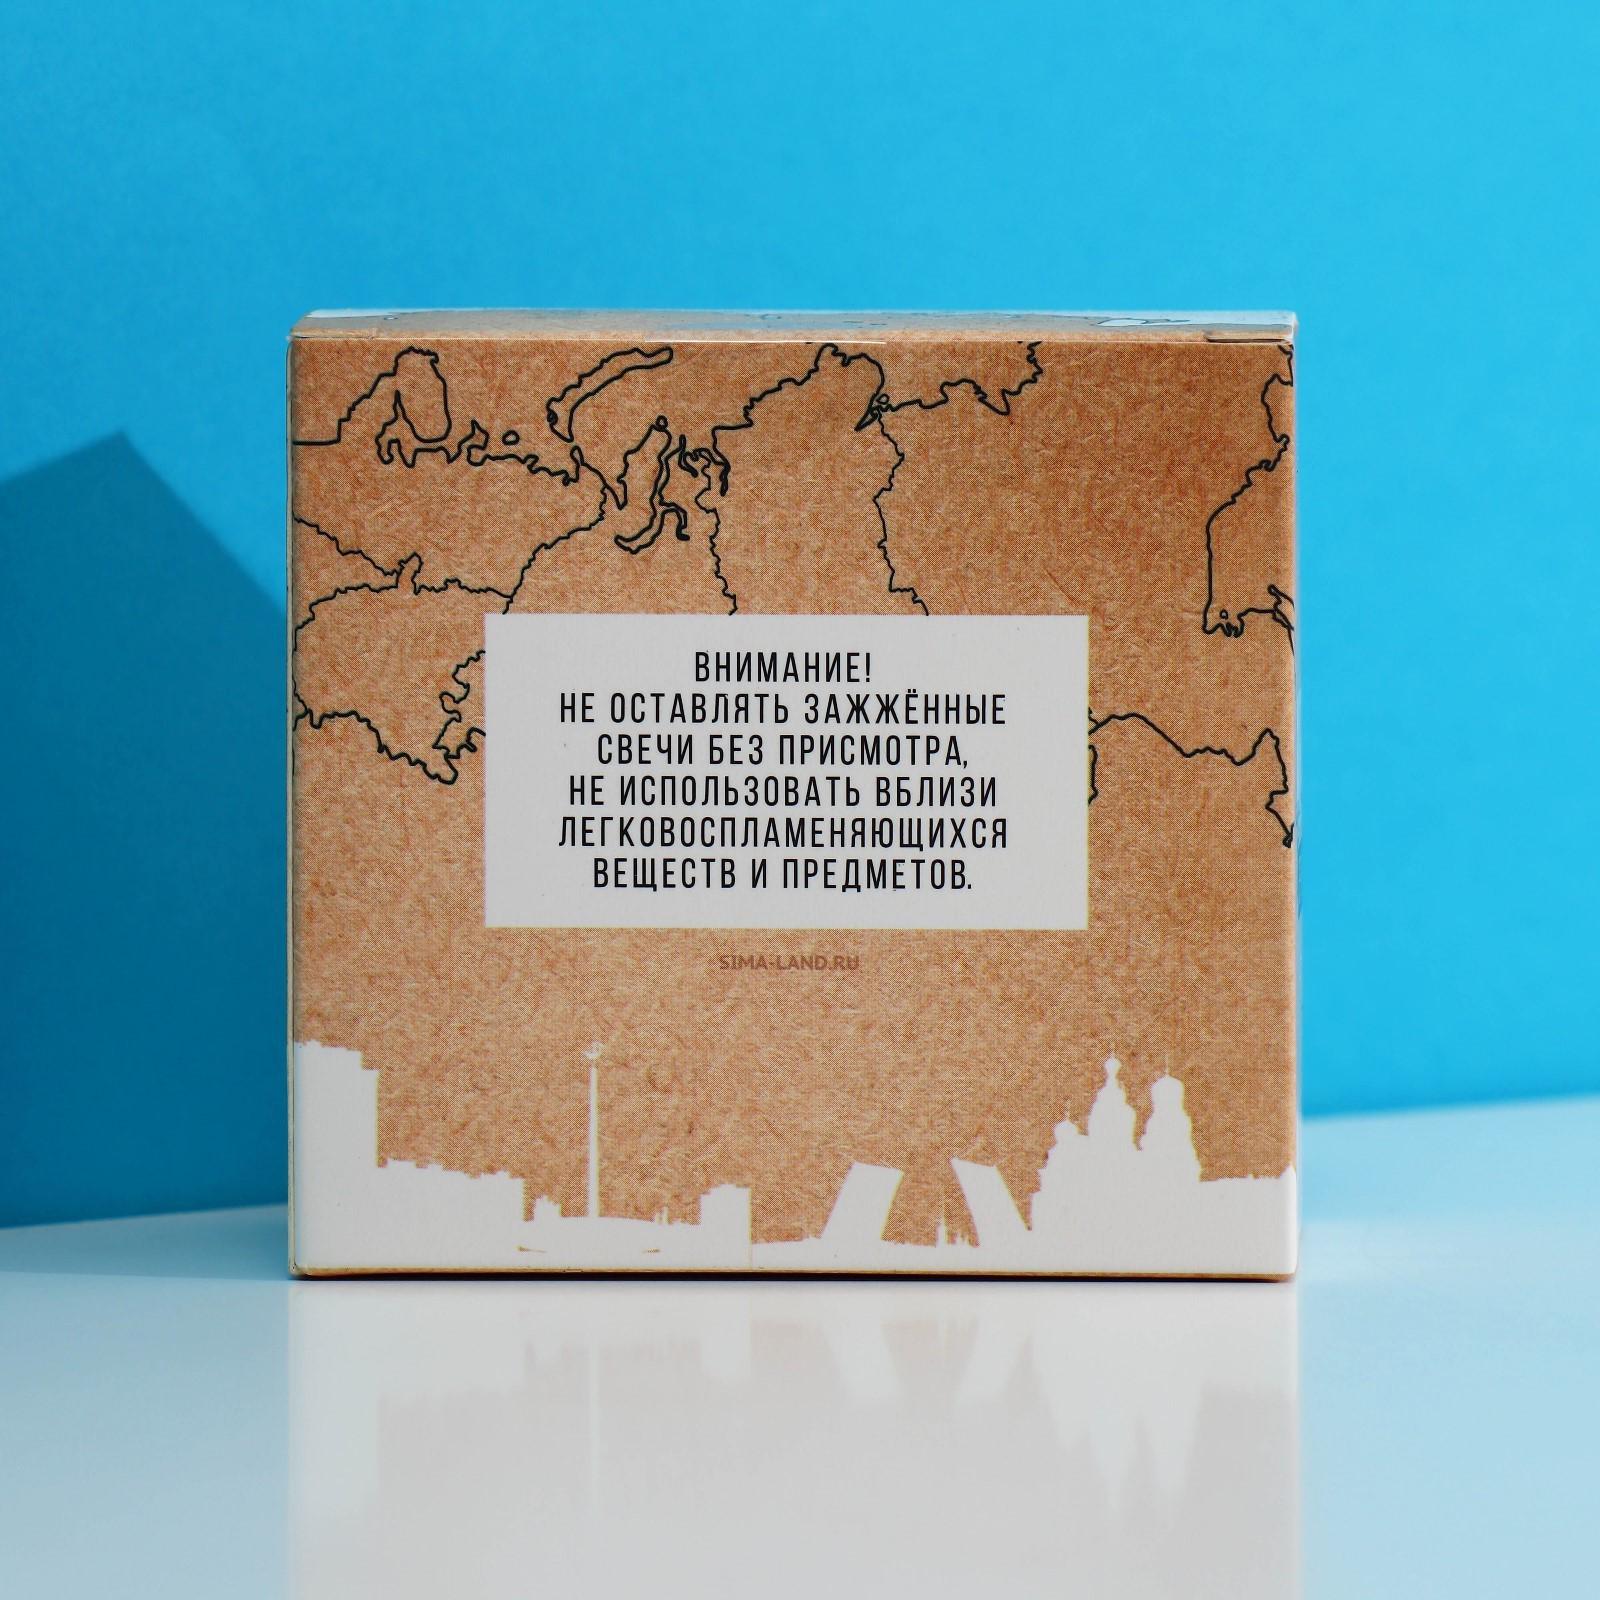 ВНИМАНИЕ!
НЕ ОСТАВЛЯТЬ ЗАЖЖЁННЫЕ
СВЕЧИ БЕЗ ПРИСМОТРА,
НЕ ИСПОЛЬЗОВАТЬ ВБЛИЗИ
ЛЕГКОВОСПЛАМЕНЯЮЩИХСЯ
ВЕЩЕСТВ И ПРЕДМЕТОВ.
SIMA-LAND.RU